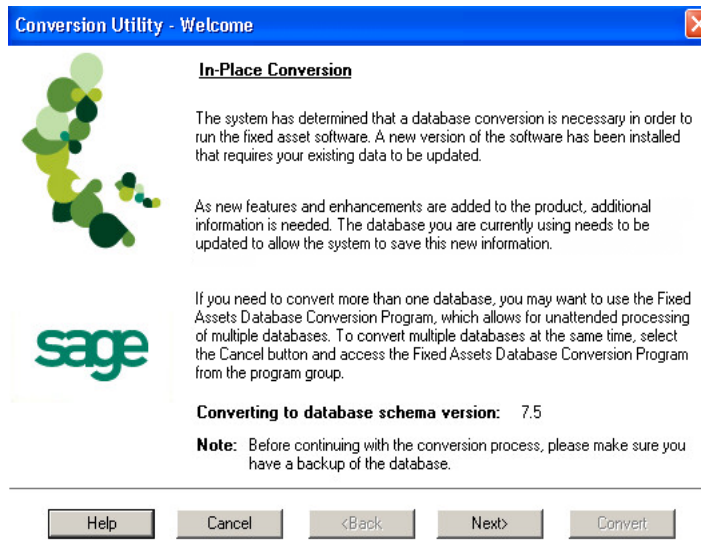 Conversion Utility - Welcome
In-Place Conversion
The system has determined that a database conversion is necessary in order to
run the fixed asset software. A new version of the software has been installed
that requires your existing data to be updated.
As new features and enhancements are added to the product, additional
information is needed. The database you are currently using needs to be
updated to allow the system to save this new information.
If you need to convert more than one database, you may want to use the Fixed
Assets Database Conversion Program, which allows for unattended processing
of multiple databases. To convert multiple databases at the same time, select
the Cancel button and access the Fixed Assets Database Conversion Program
from the program group.
sage
Converting to database schema version: 7.5
Note: Before continuing with the conversion process, please make sure you
have a backup of the database.
Help Cancel <Back Next> Convert